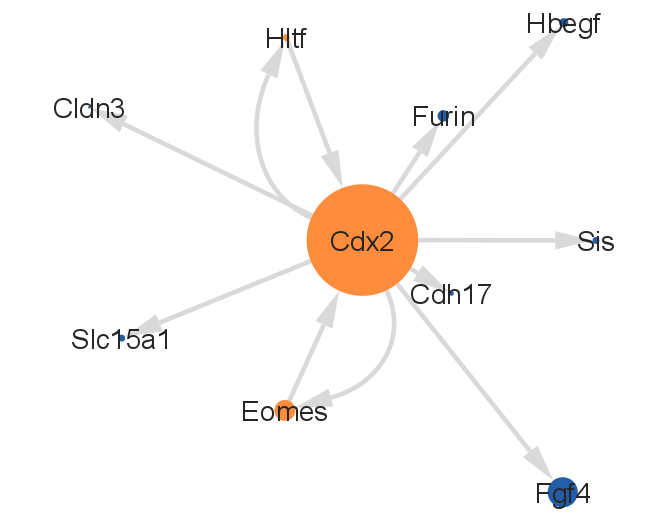 Hbegf
Hltf
Cldn3
Furin
Cdx2
Sis
Cdh17
Slc15a1
Eomes
Fgf4